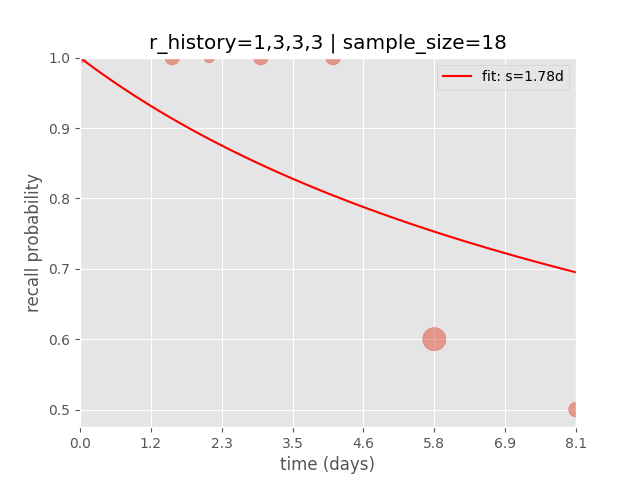 r_history=1,3,3,3 | sample_size=18
fit: s=1.78d
recall probability
1.0
0.9
0.8
0.7
0.6
0.5
0.0 1.2 2.3 3.5 4.6 5.8 6.9 8.1
time (days)